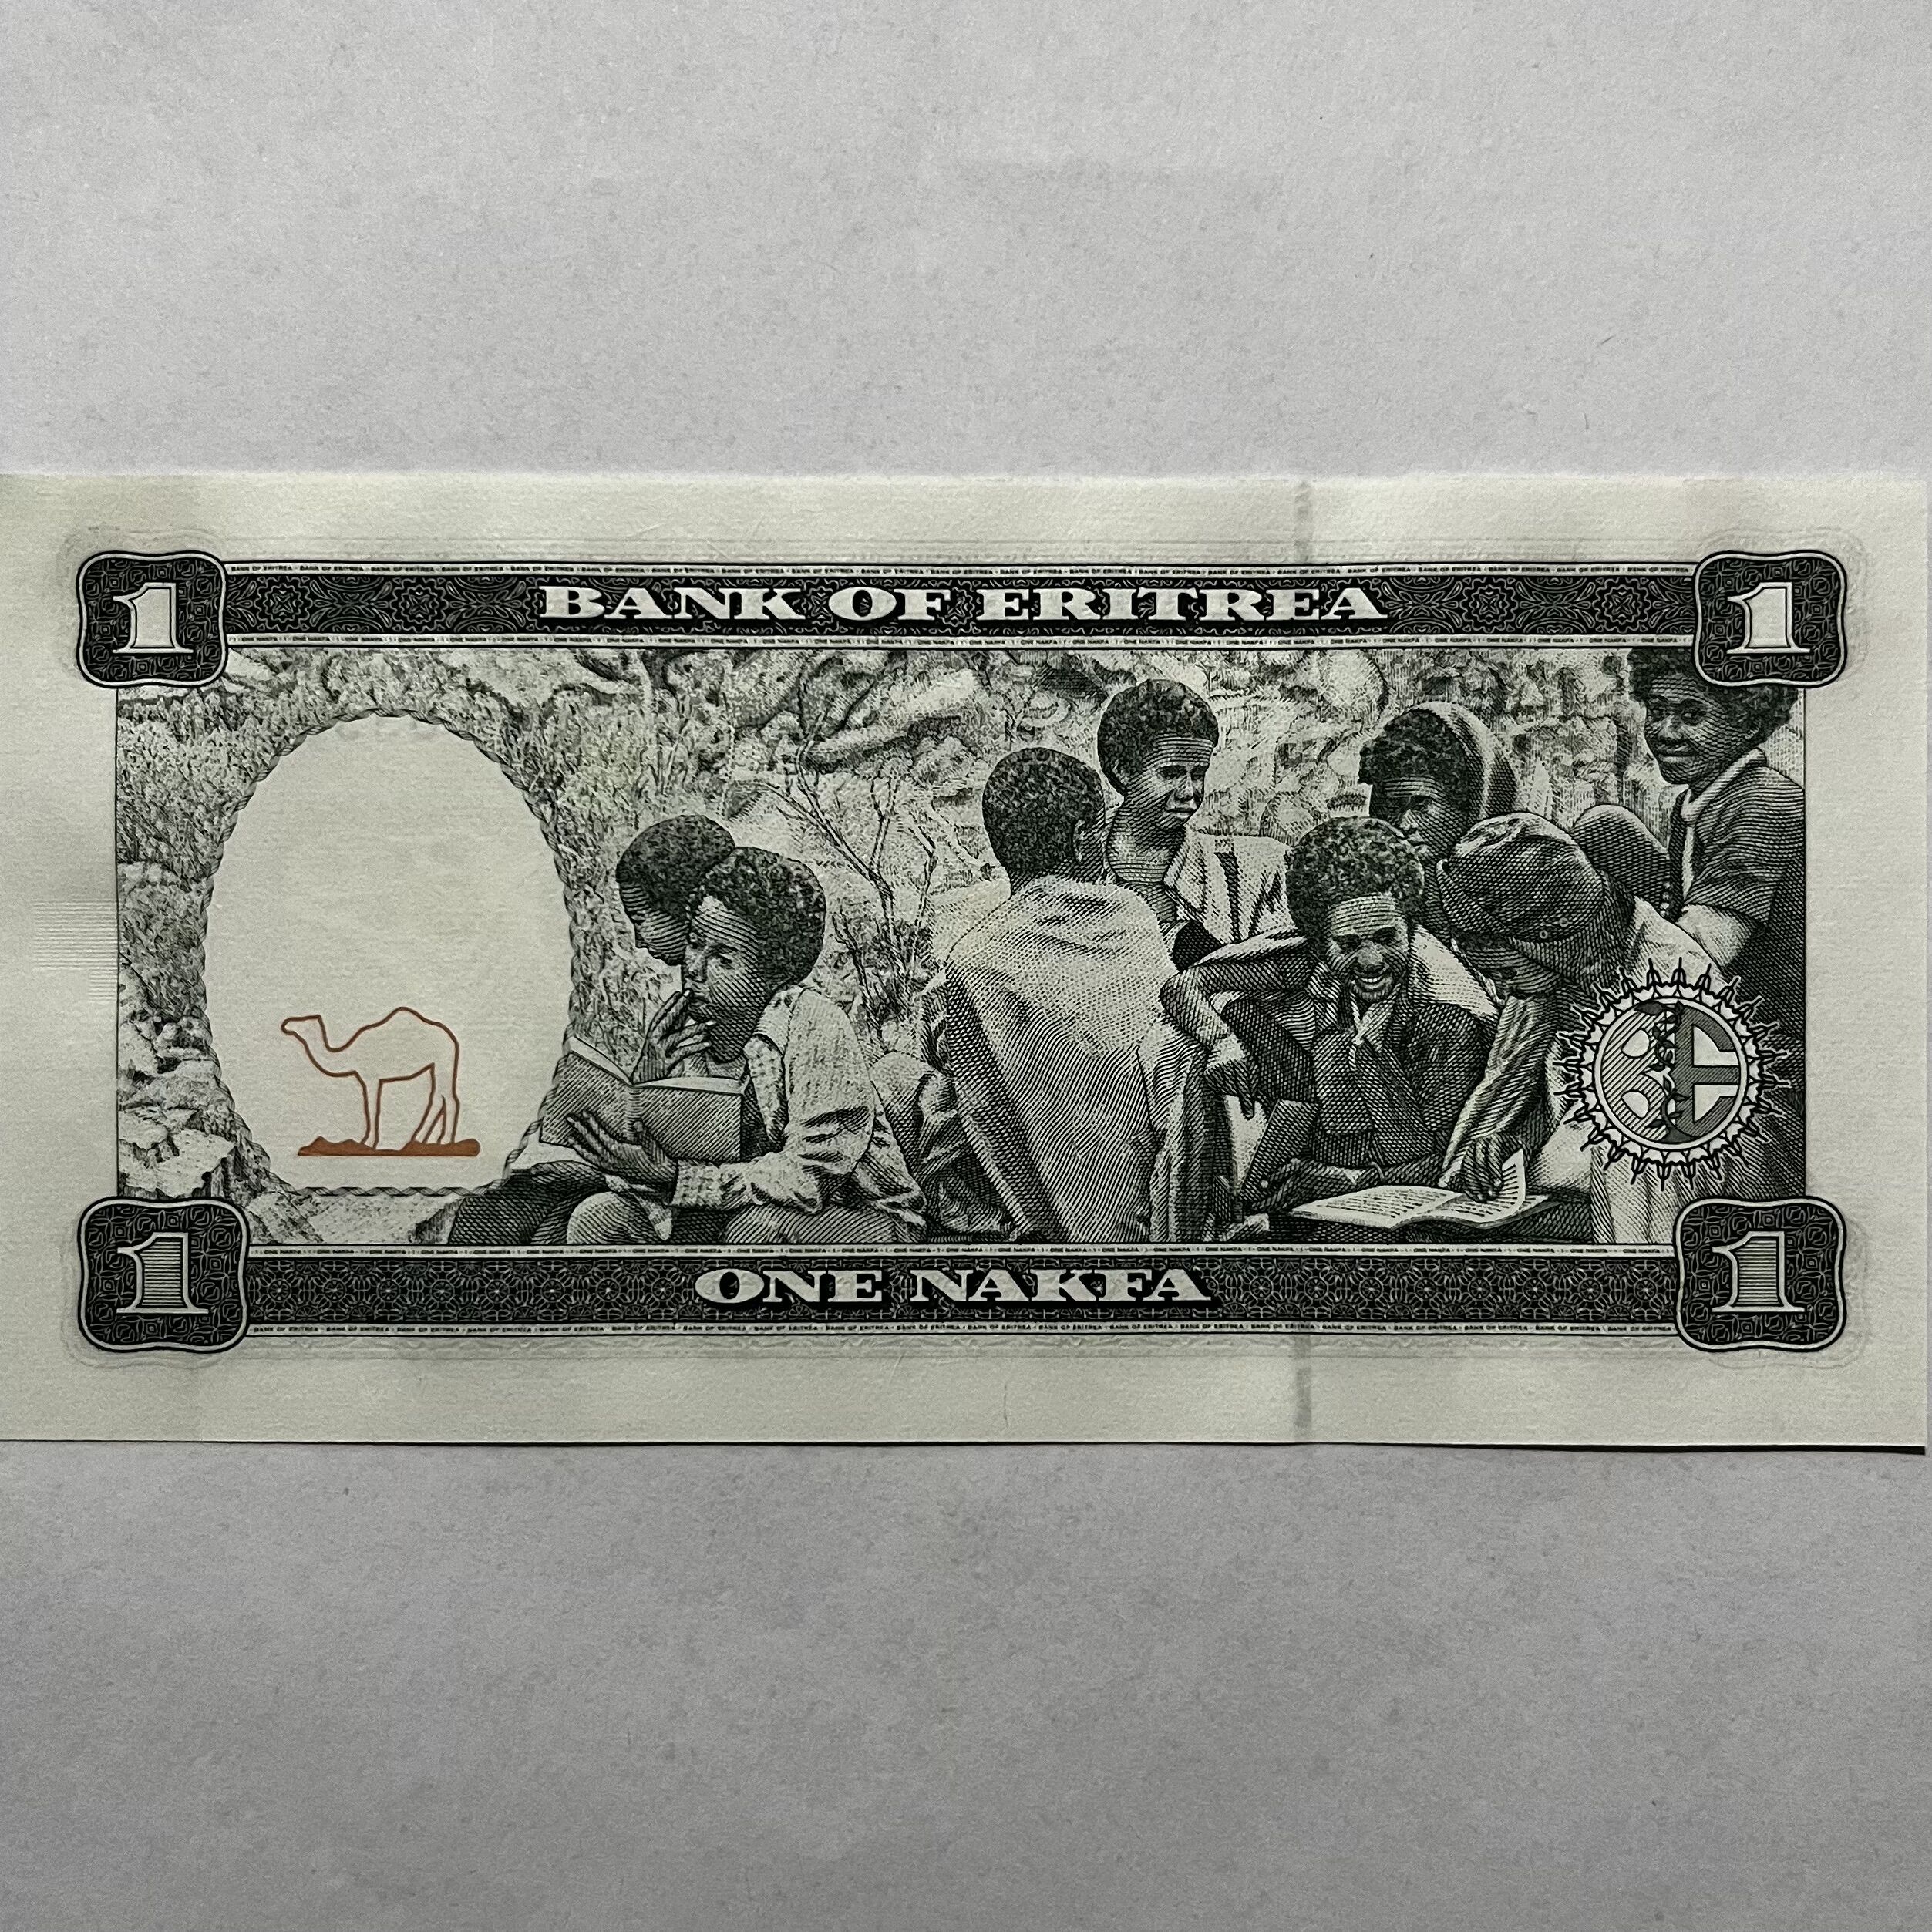 1 BANK OF ERITREA 1
1 ONE NAKFA 1